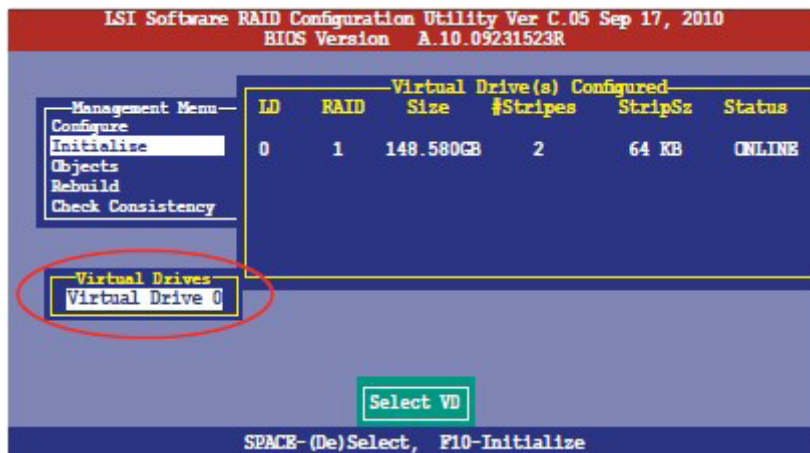 LSI Software RAID Configuration Utility Ver C.05 Sep 17, 2010
BIOS Version A.10.09231523R
Virtual Drive(s) Configured
LD RAID Size #Stripes StripSz Status
0 1 148.580GB 2 64 KB ONLINE
Management Menu
Configure
Initialize
Objects
Rebuild
Check Consistency
Virtual Drives
Virtual Drive 0
Select VD
SPACE-(De)Select, F10-Initialize